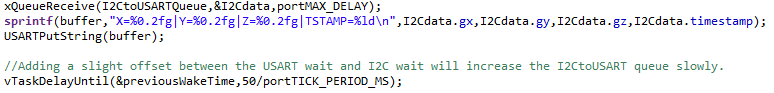 xQueueReceive(I2CtoUSARTQueue,&I2Cdata,portMAX_DELAY);
sprintf(buffer,"X=%0.2fg|Y=%0.2fg|Z=%0.2fg|TSTAMP=%ld\n",I2Cdata.gx,I2Cdata.gy,I2Cdata.gz,I2Cdata.timestamp);
USARTPutString(buffer);
//Adding a slight offset between the USART wait and I2C wait will increase the I2CtoUSART queue slowly.
vTaskDelayUntil(&previousWakeTime,50/portTICK_PERIOD_MS);